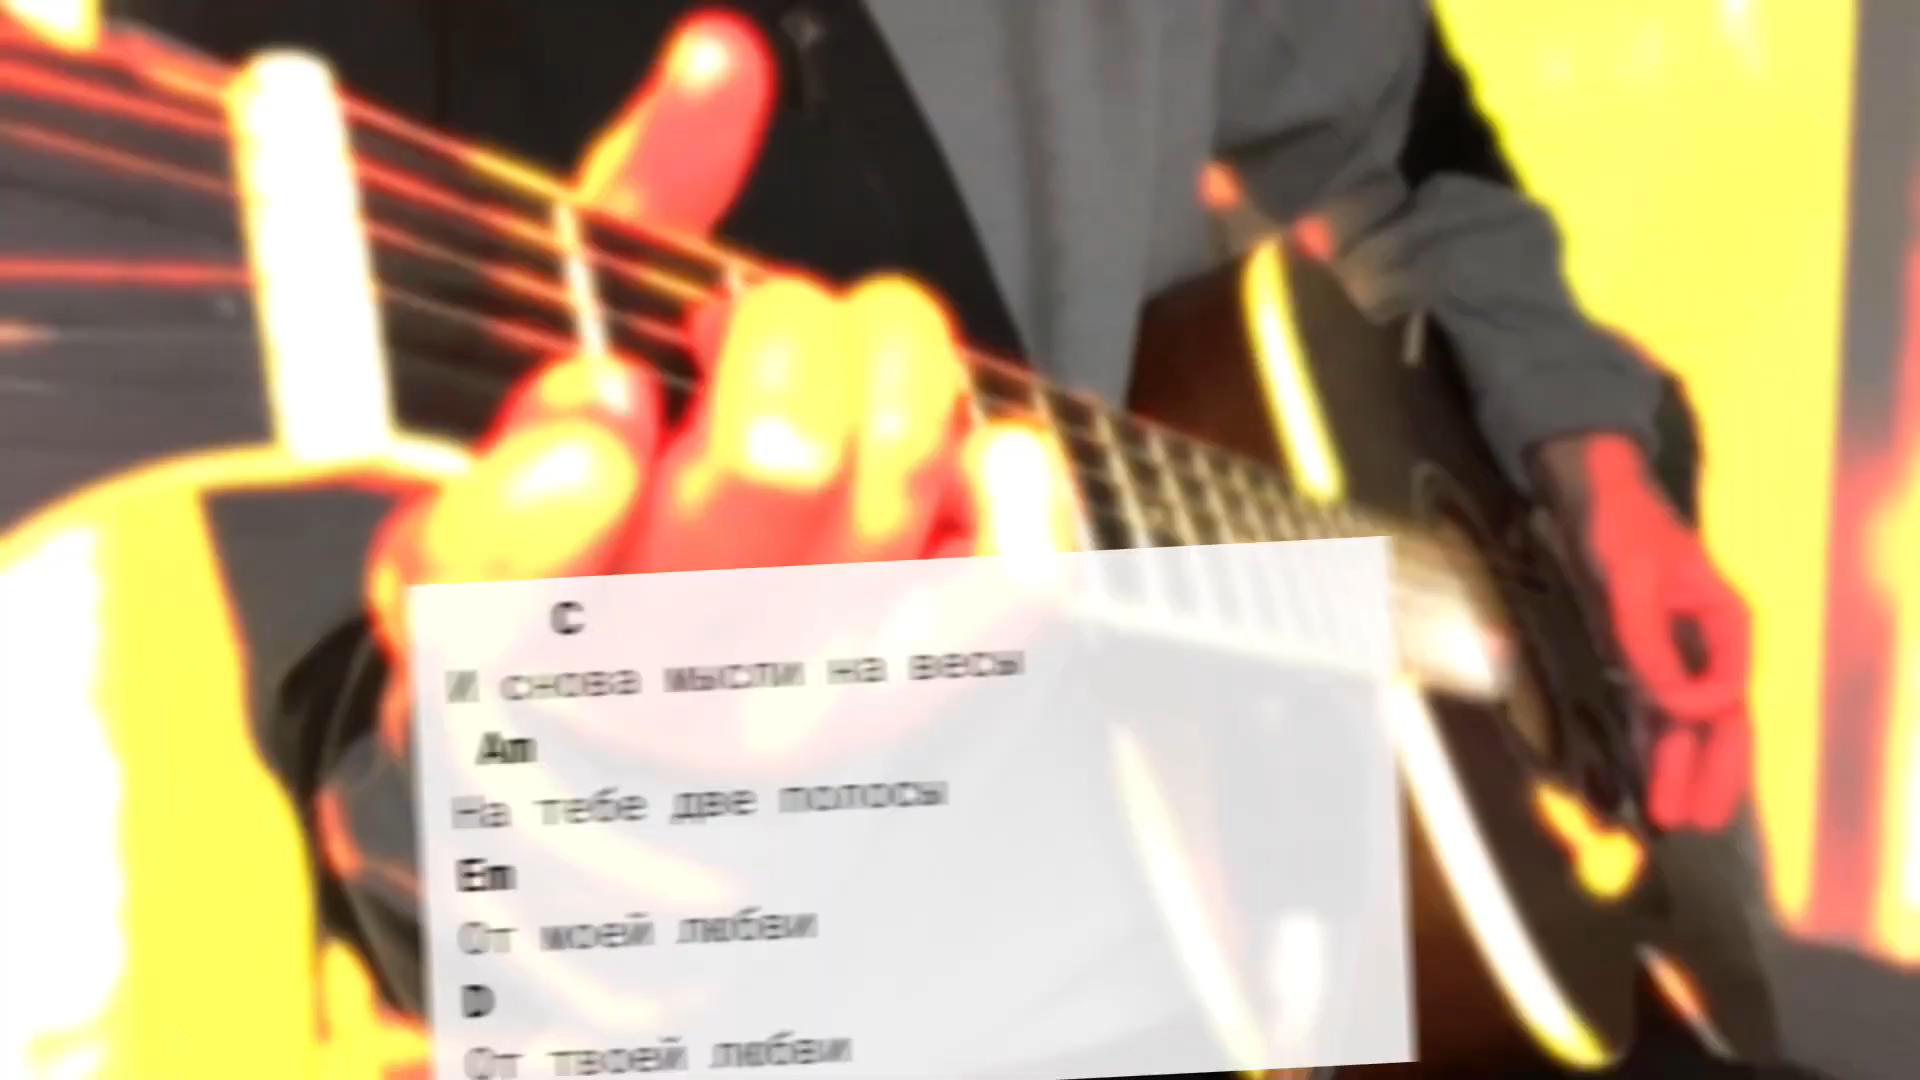 C
И снова мысли на весы
Am
На тебе две полосы
Em
От моей любви
D
От твоей любви